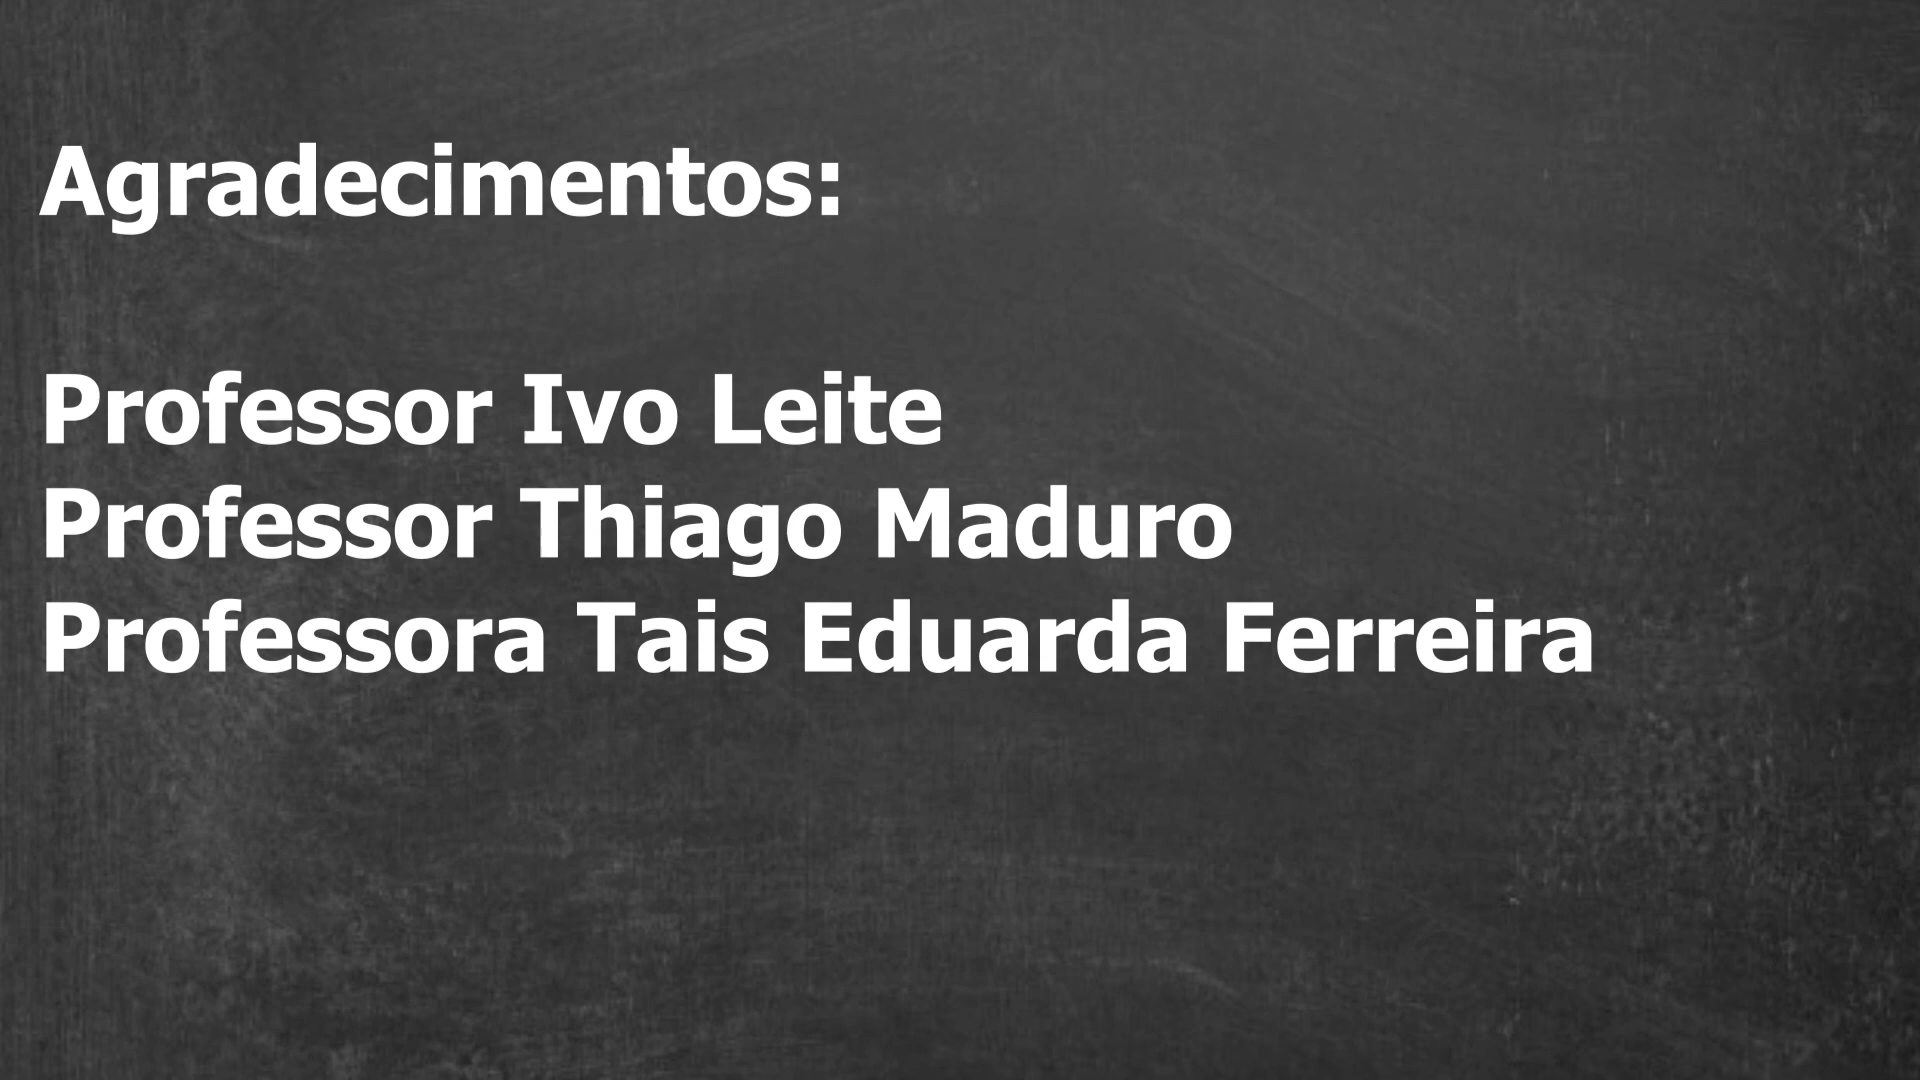 Agradecimentos:
Professor Ivo Leite
Professor Thiago Maduro
Professora Tais Eduarda Ferreira